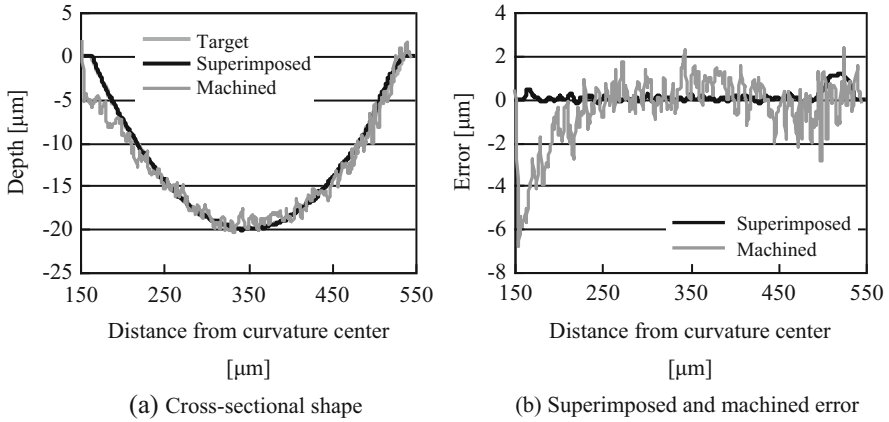 5
0
-5
-10
-15
-20
-25
Depth [μm]
Target
Superimposed
Machined
150
250
350
450
550
Distance from curvature center
[μm]
(a) Cross-sectional shape
6
4
2
0
-2
-4
-6
-8
Error [μm]
Superimposed
Machined
150
250
350
450
550
Distance from curvature center
[μm]
(b) Superimposed and machined error